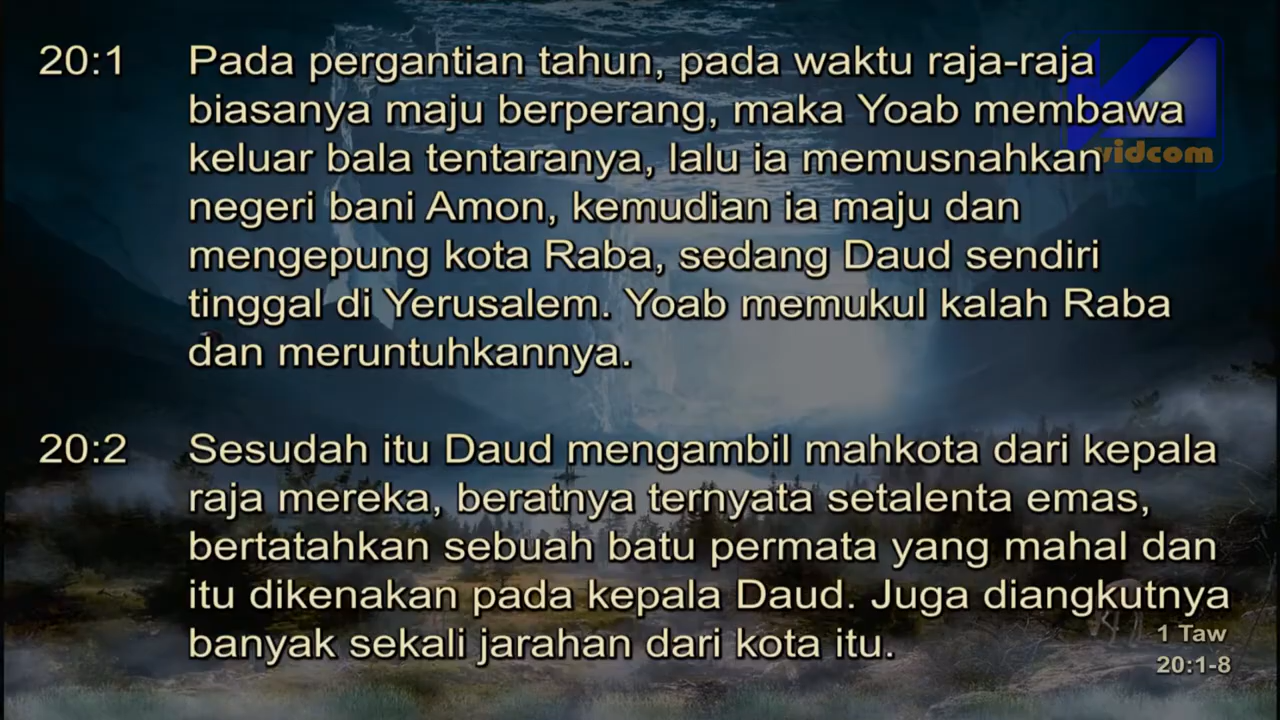 20:1 Pada pergantian tahun, pada waktu raja-raja
biasanya maju berperang, maka Yoab membawa
keluar bala tentaranya, lalu ia memusnahkan
negeri bani Amon, kemudian ia maju dan
mengepung kota Raba, sedang Daud sendiri
tinggal di Yerusalem. Yoab memukul kalah Raba
dan meruntuhkannya.
20:2 Sesudah itu Daud mengambil mahkota dari kepala
raja mereka, beratnya ternyata setalenta emas,
bertatahkan sebuah batu permata yang mahal dan
itu dikenakan pada kepala Daud. Juga diangkutnya
banyak sekali jarahan dari kota itu.
vidcom
1 Taw
20:1-8